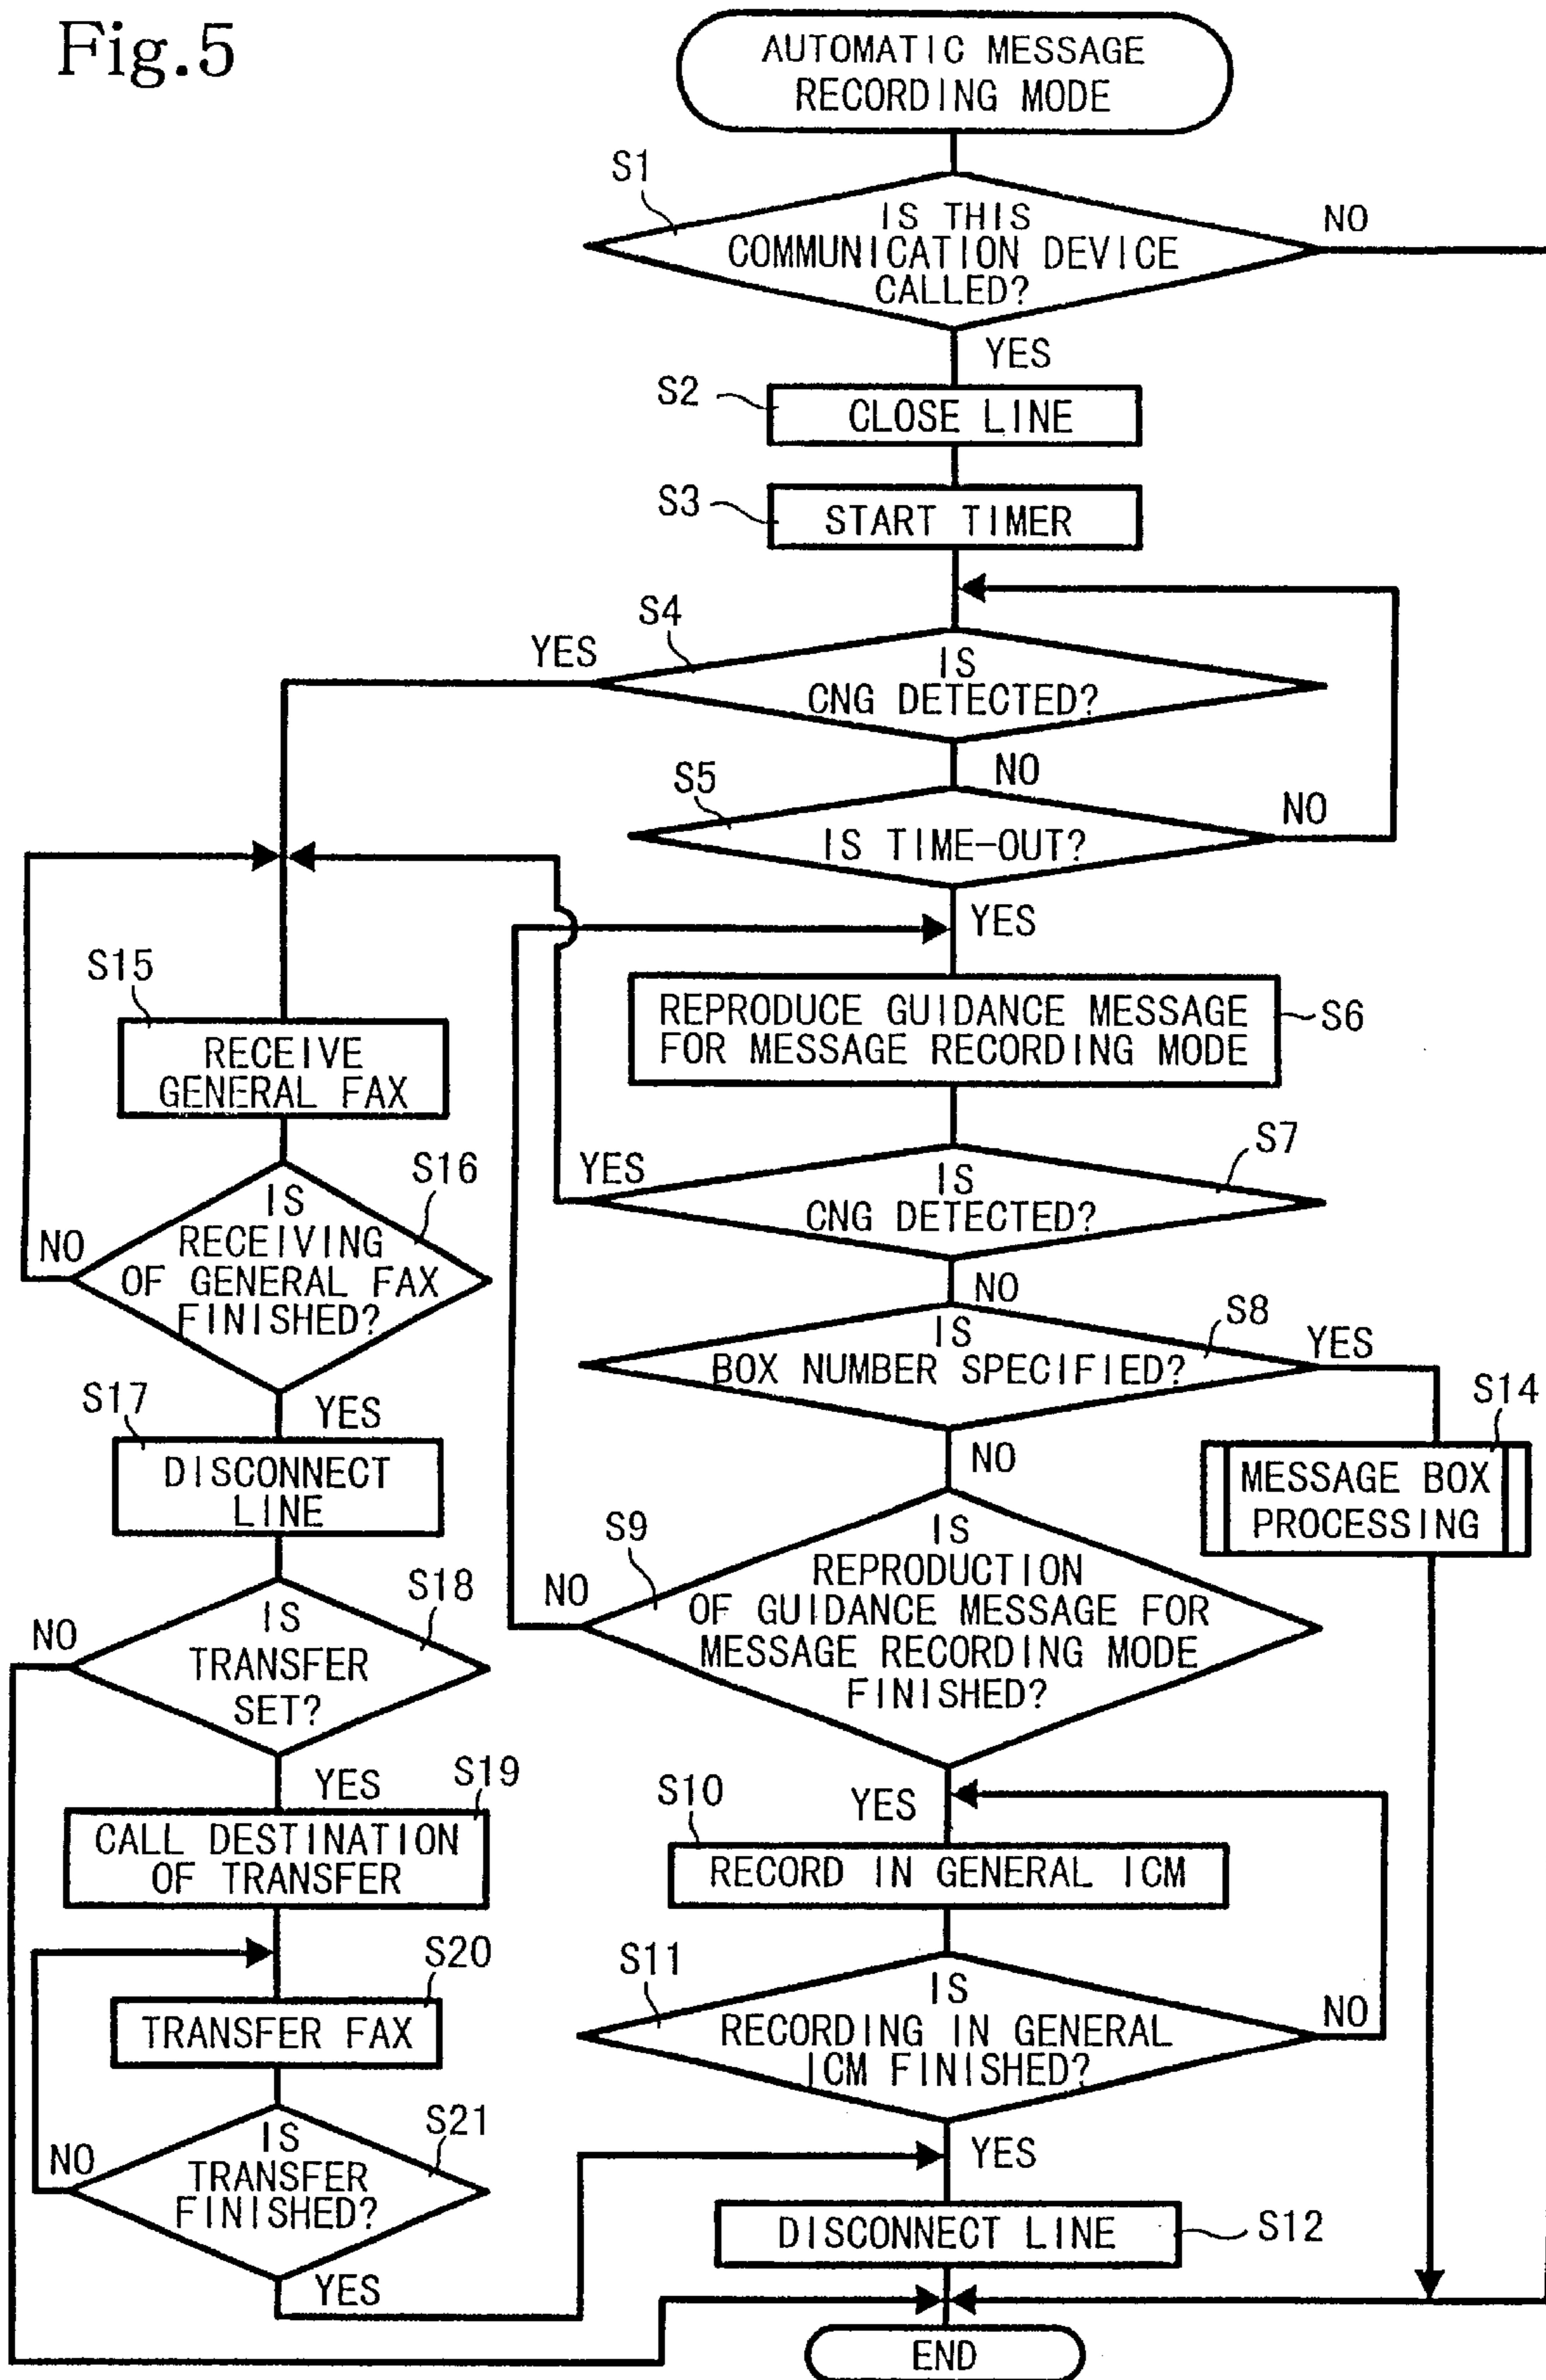 Fig.5
AUTOMATIC MESSAGE
RECORDING MODE
S1
IS THIS
COMMUNICATION DEVICE
CALLED?
NO
YES
S2
CLOSE LINE
S3
START TIMER
S4
YES
IS
CNG DETECTED?
NO
S5
IS TIME-OUT?
NO
YES
REPRODUCE GUIDANCE MESSAGE
FOR MESSAGE RECORDING MODE
S6
S7
YES
IS
CNG DETECTED?
NO
S8
IS
BOX NUMBER SPECIFIED?
YES
NO
S14
MESSAGE BOX
PROCESSING
S9
IS
REPRODUCTION
OF GUIDANCE MESSAGE FOR
MESSAGE RECORDING MODE
FINISHED?
NO
YES
S10
RECORD IN GENERAL ICM
S11
IS
RECORDING IN GENERAL
ICM FINISHED?
NO
YES
DISCONNECT LINE
S12
END
S15
RECEIVE
GENERAL FAX
S16
IS
RECEIVING
OF GENERAL FAX
FINISHED?
NO
YES
S17
DISCONNECT
LINE
S18
IS
TRANSFER
SET?
NO
YES
S19
CALL DESTINATION
OF TRANSFER
S20
TRANSFER FAX
S21
IS
TRANSFER
FINISHED?
NO
YES